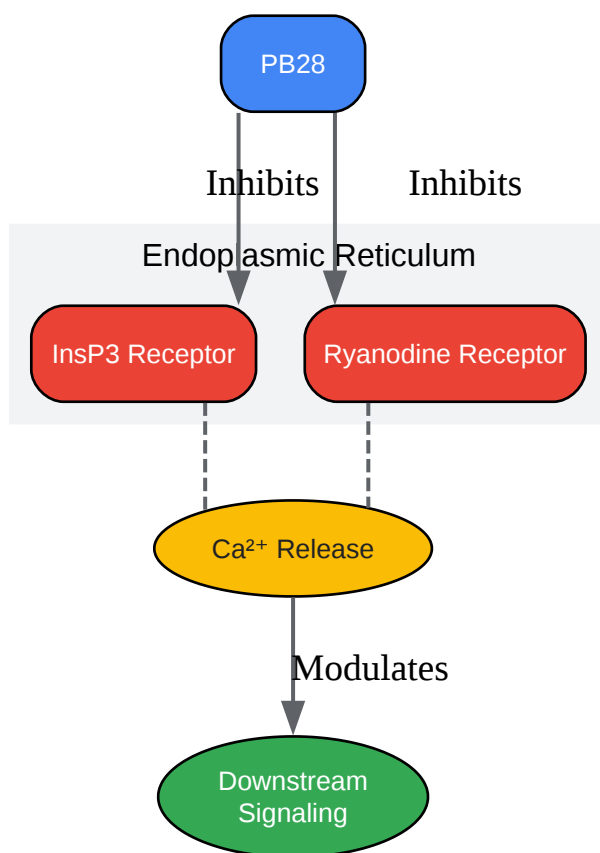 PB28
Inhibits
Inhibits
Endoplasmic Reticulum
InsP3 Receptor
Ryanodine Receptor
Ca²⁺ Release
Modulates
Downstream
Signaling